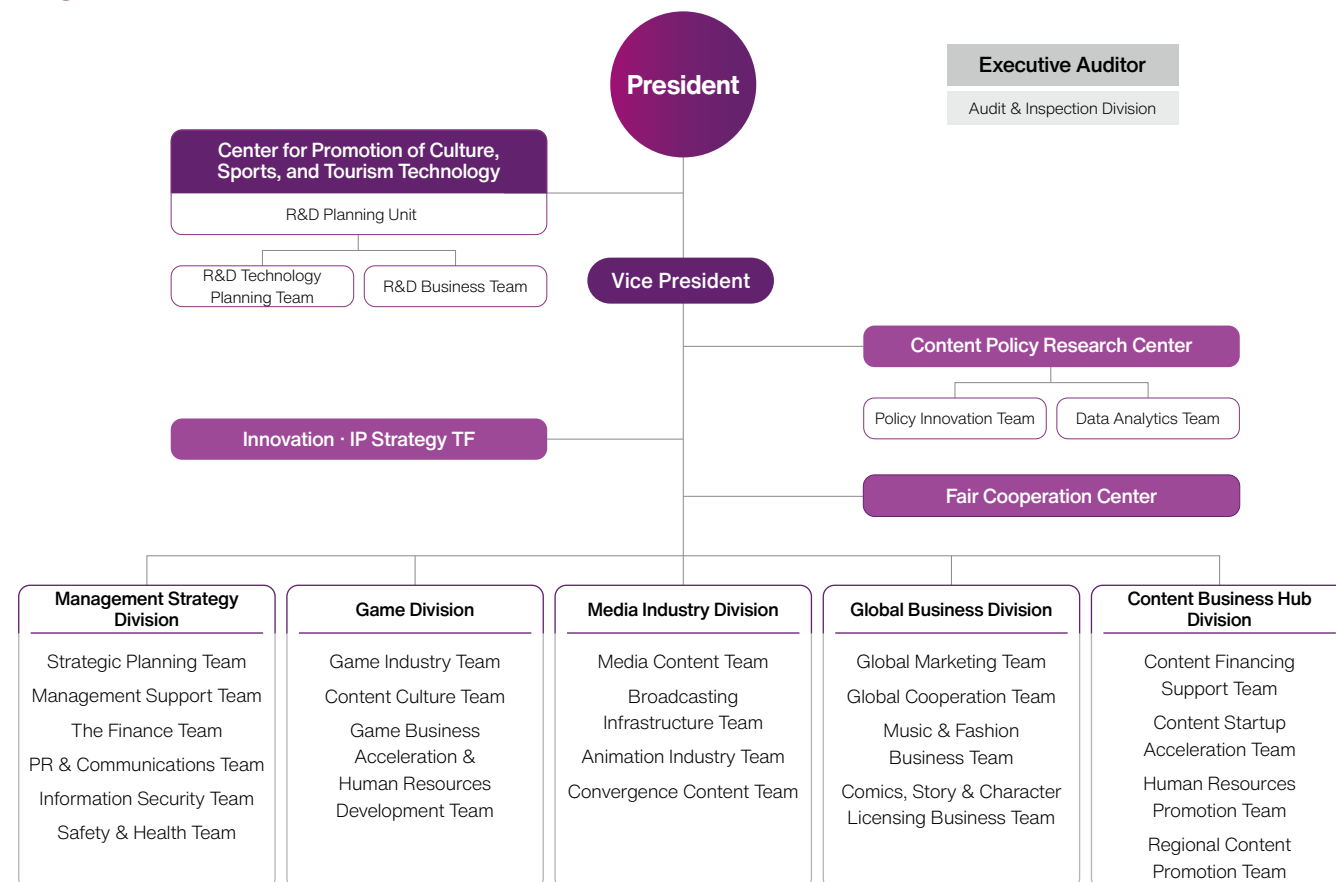 President
Executive Auditor
Audit & Inspection Division
Center for Promotion of Culture,
Sports, and Tourism Technology
R&D Planning Unit
R&D Technology
Planning Team
R&D Business Team
Vice President
Content Policy Research Center
Policy Innovation Team
Data Analytics Team
Innovation · IP Strategy TF
Fair Cooperation Center
Management Strategy
Division
Strategic Planning Team
Management Support Team
The Finance Team
PR & Communications Team
Information Security Team
Safety & Health Team
Game Division
Game Industry Team
Content Culture Team
Game Business
Acceleration &
Human Resources
Development Team
Media Industry Division
Media Content Team
Broadcasting
Infrastructure Team
Animation Industry Team
Convergence Content Team
Global Business Division
Global Marketing Team
Global Cooperation Team
Music & Fashion
Business Team
Comics, Story & Character
Licensing Business Team
Content Business Hub
Division
Content Financing
Support Team
Content Startup
Acceleration Team
Human Resources
Promotion Team
Regional Content
Promotion Team